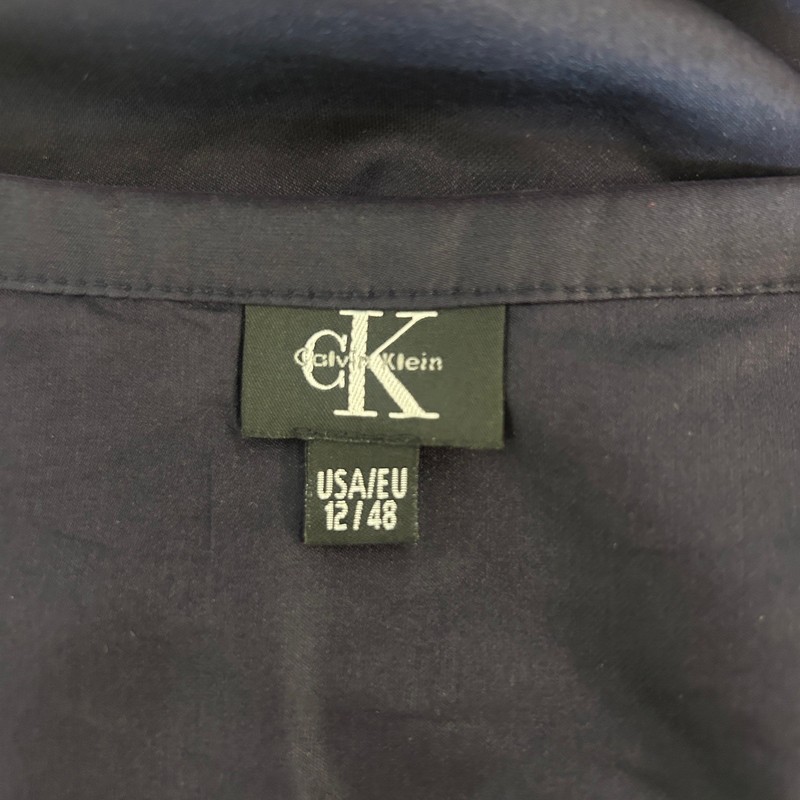 CK
Calvin Klein
USA/EU
12/48